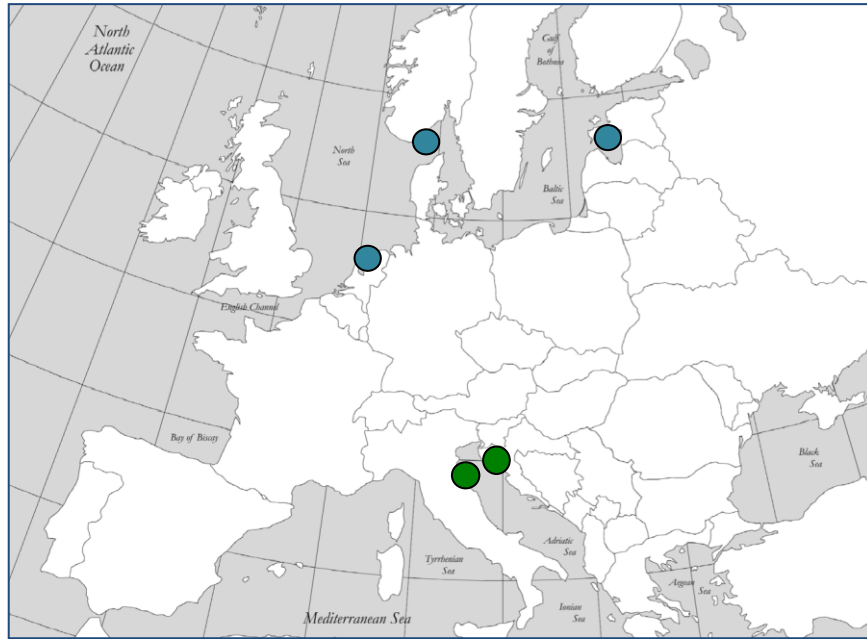 North
Atlantic
Ocean
Gulf
of
Bothnia
North
Sea
Baltic
Sea
English Channel
Bay of Biscay
Black
Sea
Adriatic
Sea
Tyrrhenian
Sea
Aegean
Sea
Ionian
Sea
Mediterranean Sea